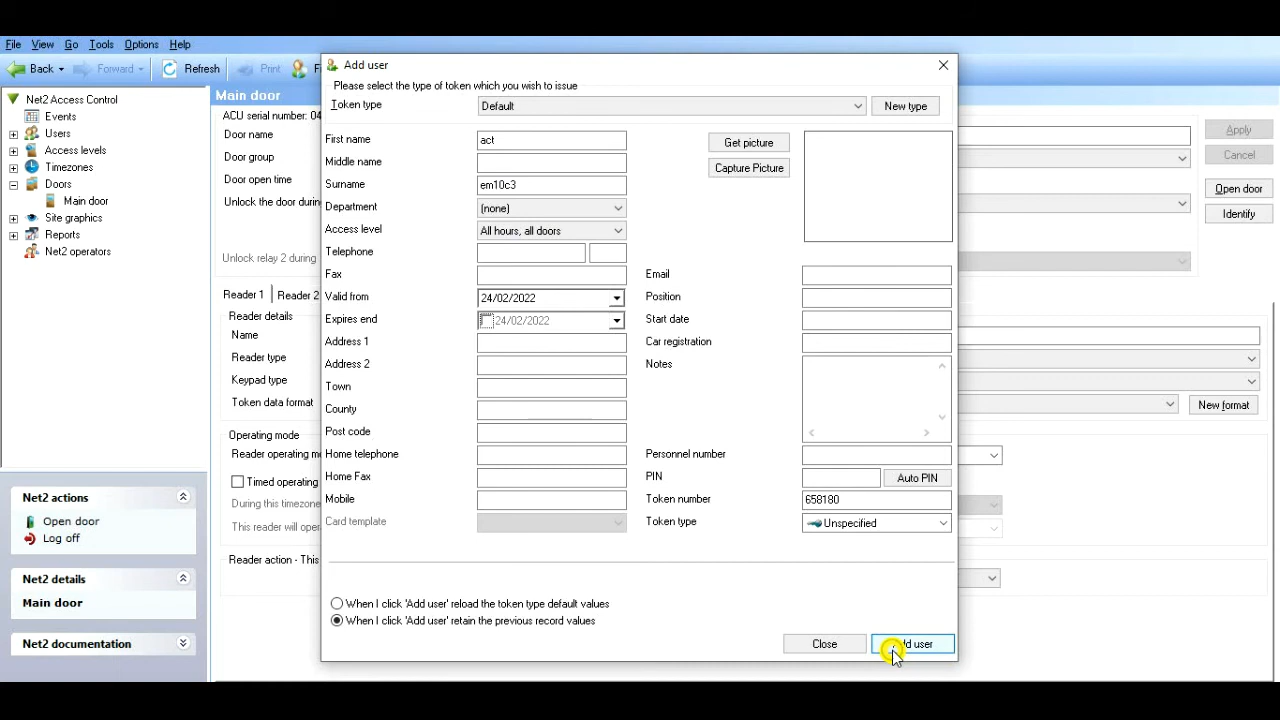 File View Go Tools Options Help
Back Forward Refresh Print
Net2 Access Control
Events
Users
Access levels
Timezones
Doors
Main door
Site graphics
Reports
Net2 operators
Net2 actions
Open door
Log off
Net2 details
Main door
Net2 documentation
Main door
ACU serial number: 04
Door name
Door group
Door open time
Unlock the door durin
Unlock relay 2 during
Reader 1 Reader 2
Reader details
Name
Reader type
Keypad type
Token data format
Operating mode
Reader operating mo
Timed operating
During this timezone
This reader will oper
Reader action - This
Add user
Please select the type of token which you wish to issue
Token type Default New type
First name act
Middle name
Surname em10c3
Department (none)
Access level All hours, all doors
Telephone
Fax
Valid from 24/02/2022
Expires end 24/02/2022
Address 1
Address 2
Town
County
Post code
Home telephone
Home Fax
Mobile
Card template
Get picture
Capture Picture
Email
Position
Start date
Car registration
Notes
Personnel number
PIN Auto PIN
Token number 658180
Token type Unspecified
When I click 'Add user' reload the token type default values
When I click 'Add user' retain the previous record values
Close user
Apply
Cancel
Open door
Identify
New format